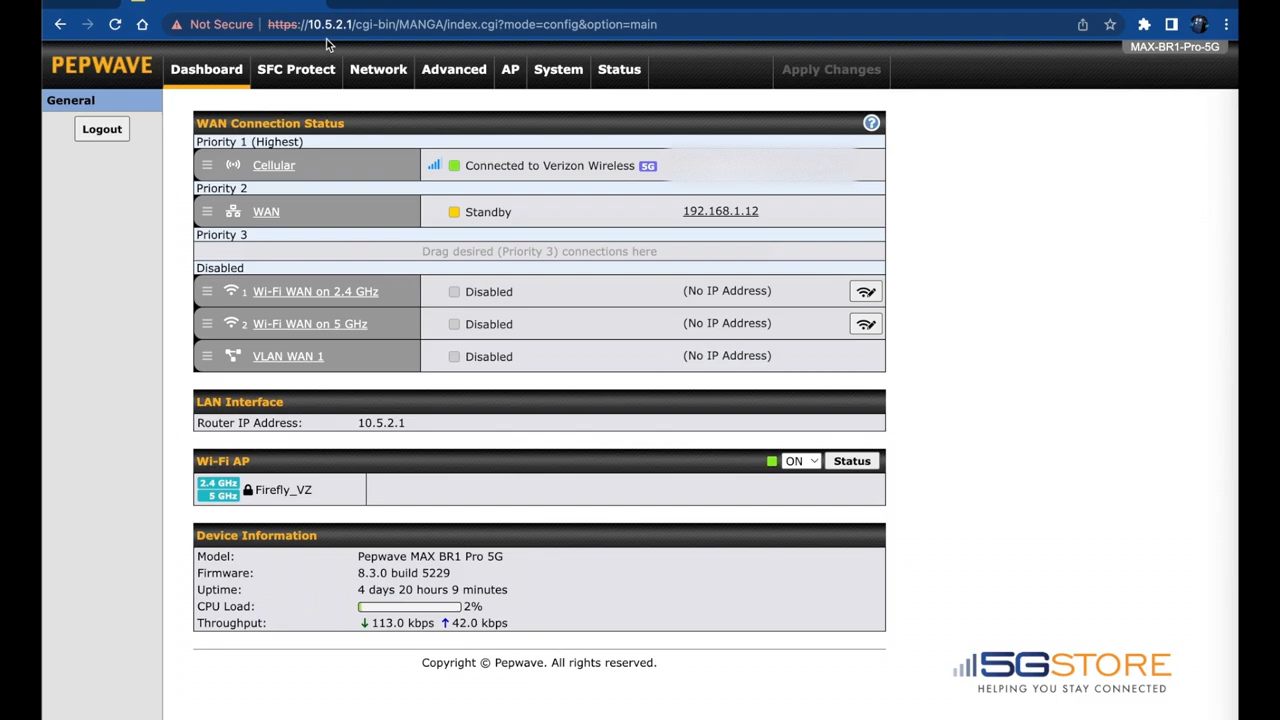 Not Secure https://10.5.2.1/cgi-bin/MANGA/index.cgi?mode=config&option=main
MAX-BR1-Pro-5G
PEPWAVE Dashboard SFC Protect Network Advanced AP System Status Apply Changes
General
Logout
WAN Connection Status
Priority 1 (Highest)
Cellular Connected to Verizon Wireless 5G
Priority 2
WAN Standby 192.168.1.12
Priority 3
Drag desired (Priority 3) connections here
Disabled
1 Wi-Fi WAN on 2.4 GHz Disabled (No IP Address)
2 Wi-Fi WAN on 5 GHz Disabled (No IP Address)
VLAN WAN 1 Disabled (No IP Address)
LAN Interface
Router IP Address: 10.5.2.1
Wi-Fi AP ON Status
2.4 GHz
5 GHz Firefly_VZ
Device Information
Model: Pepwave MAX BR1 Pro 5G
Firmware: 8.3.0 build 5229
Uptime: 4 days 20 hours 9 minutes
CPU Load: 2%
Throughput: 113.0 kbps 42.0 kbps
Copyright © Pepwave. All rights reserved.
5GSTORE
HELPING YOU STAY CONNECTED